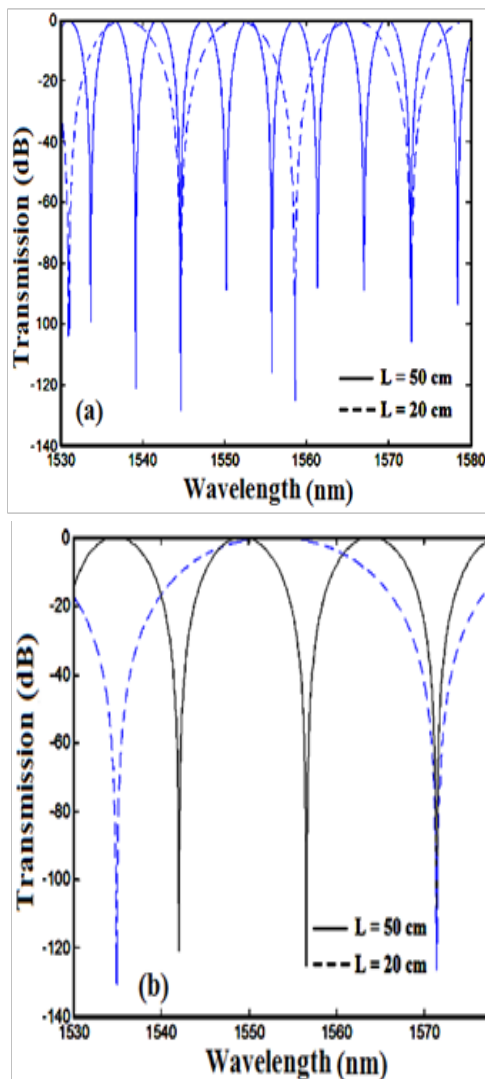 Transmission (dB)
0
-20
-40
-60
-80
-100
-120
-140
(a)
L = 50 cm
L = 20 cm
1530 1540 1550 1560 1570 1580
Wavelength (nm)
Transmission (dB)
0
-20
-40
-60
-80
-100
-120
-140
(b)
L = 50 cm
L = 20 cm
1530 1540 1550 1560 1570
Wavelength (nm)